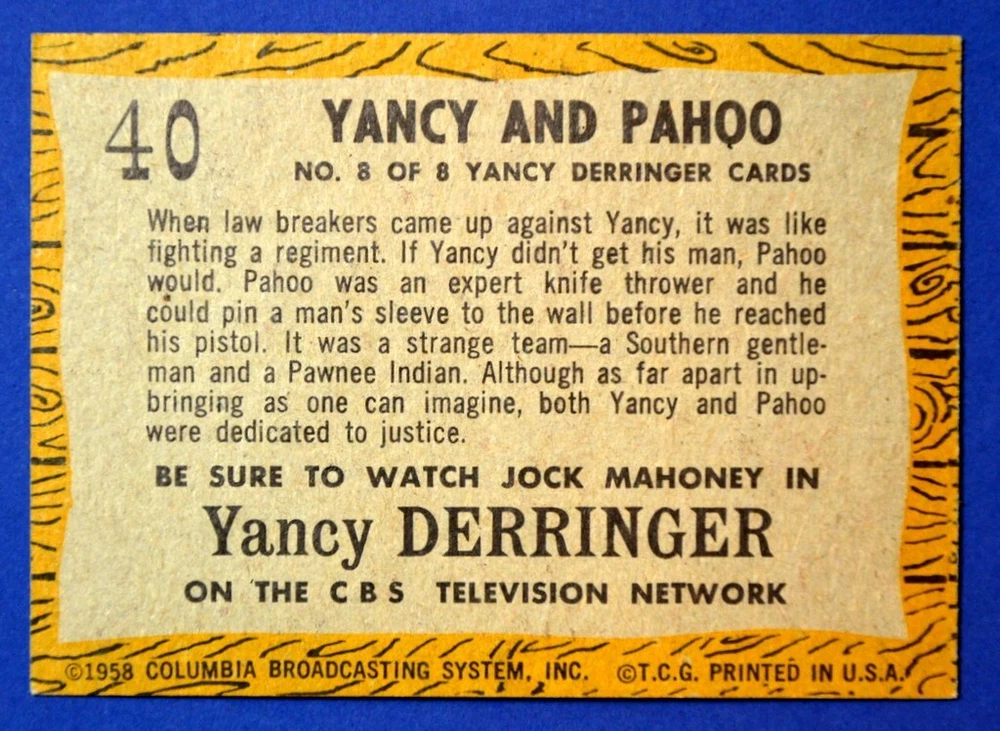 40
YANCY AND PAHOO
NO. 8 OF 8 YANCY DERRINGER CARDS
When law breakers came up against Yancy, it was like
fighting a regiment. If Yancy didn't get his man, Pahoo
would. Pahoo was an expert knife thrower and he
could pin a man's sleeve to the wall before he reached
his pistol. It was a strange team—a Southern gentle-
man and a Pawnee Indian. Although as far apart in up-
bringing as one can imagine, both Yancy and Pahoo
were dedicated to justice.
BE SURE TO WATCH JOCK MAHONEY IN
Yancy DERRINGER
ON THE CBS TELEVISION NETWORK
©1958 COLUMBIA BROADCASTING SYSTEM, INC. ©T.C.G. PRINTED IN U.S.A.